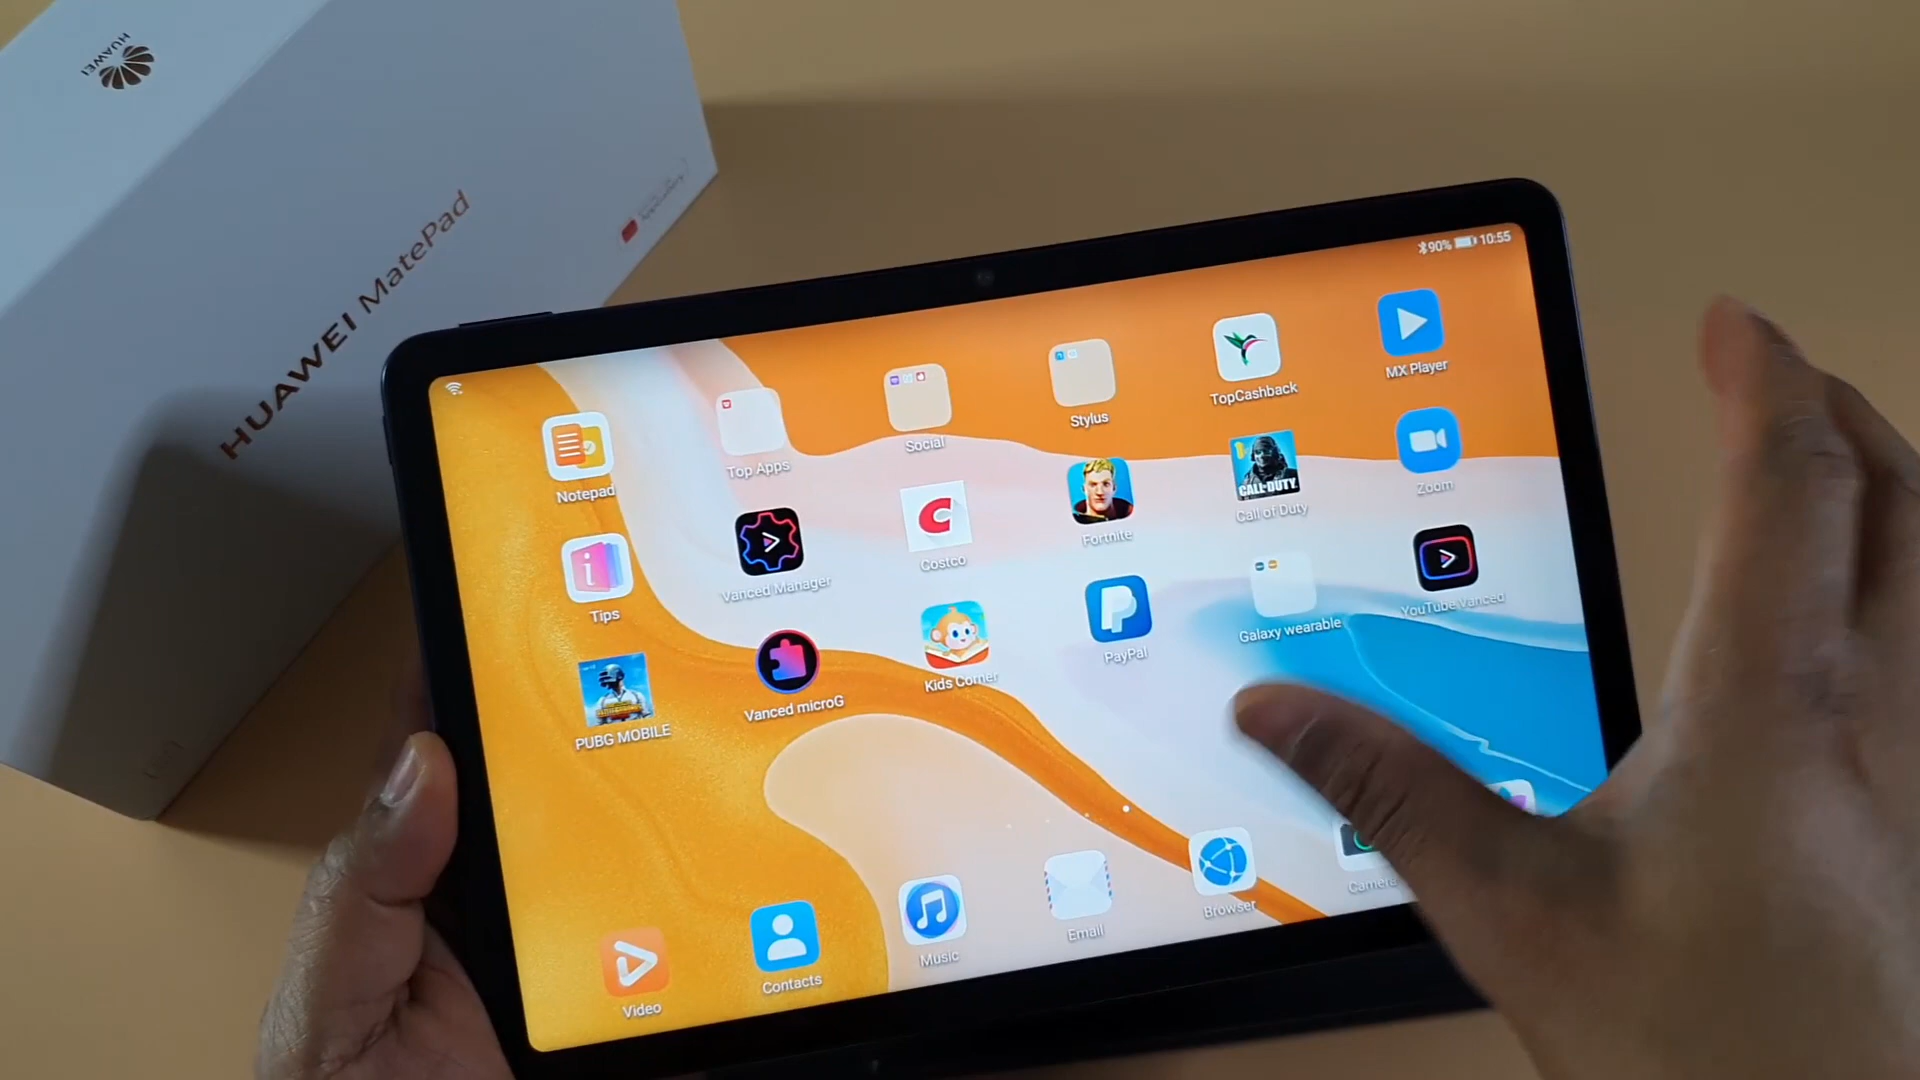 HUAWEI
HUAWEI MatePad
90% 10:55
Notepad
Top Apps
Social
Stylus
TopCashback
MX Player
Tips
Vanced Manager
Costco
Fortnite
CALL OF DUTY
Call of Duty
Zoom
PUBG MOBILE
Vanced microG
Kids Corner
PayPal
Galaxy wearable
YouTube Vanced
Video
Contacts
Music
Email
Browser
Camera